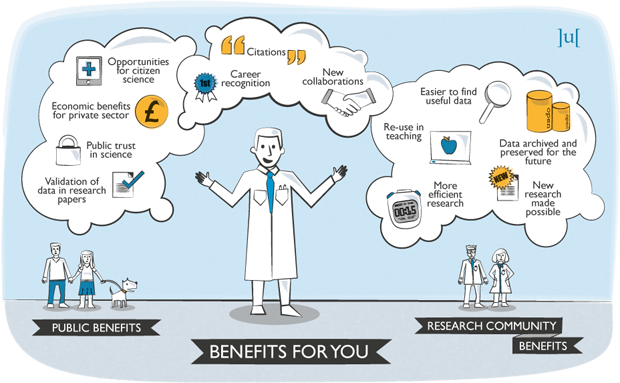 Opportunities
for citizen
science
Economic benefits
for private sector
£
Public trust
in science
Validation of
data in research
papers
Citations
1st
Career
recognition
New
collaborations
]u[
Easier to find
useful data
open
open
Re-use in
teaching
Data archived and
preserved for the
future
More
efficient
research
00:15
NEW
New
research
made
possible
PUBLIC BENEFITS
BENEFITS FOR YOU
RESEARCH COMMUNITY
BENEFITS